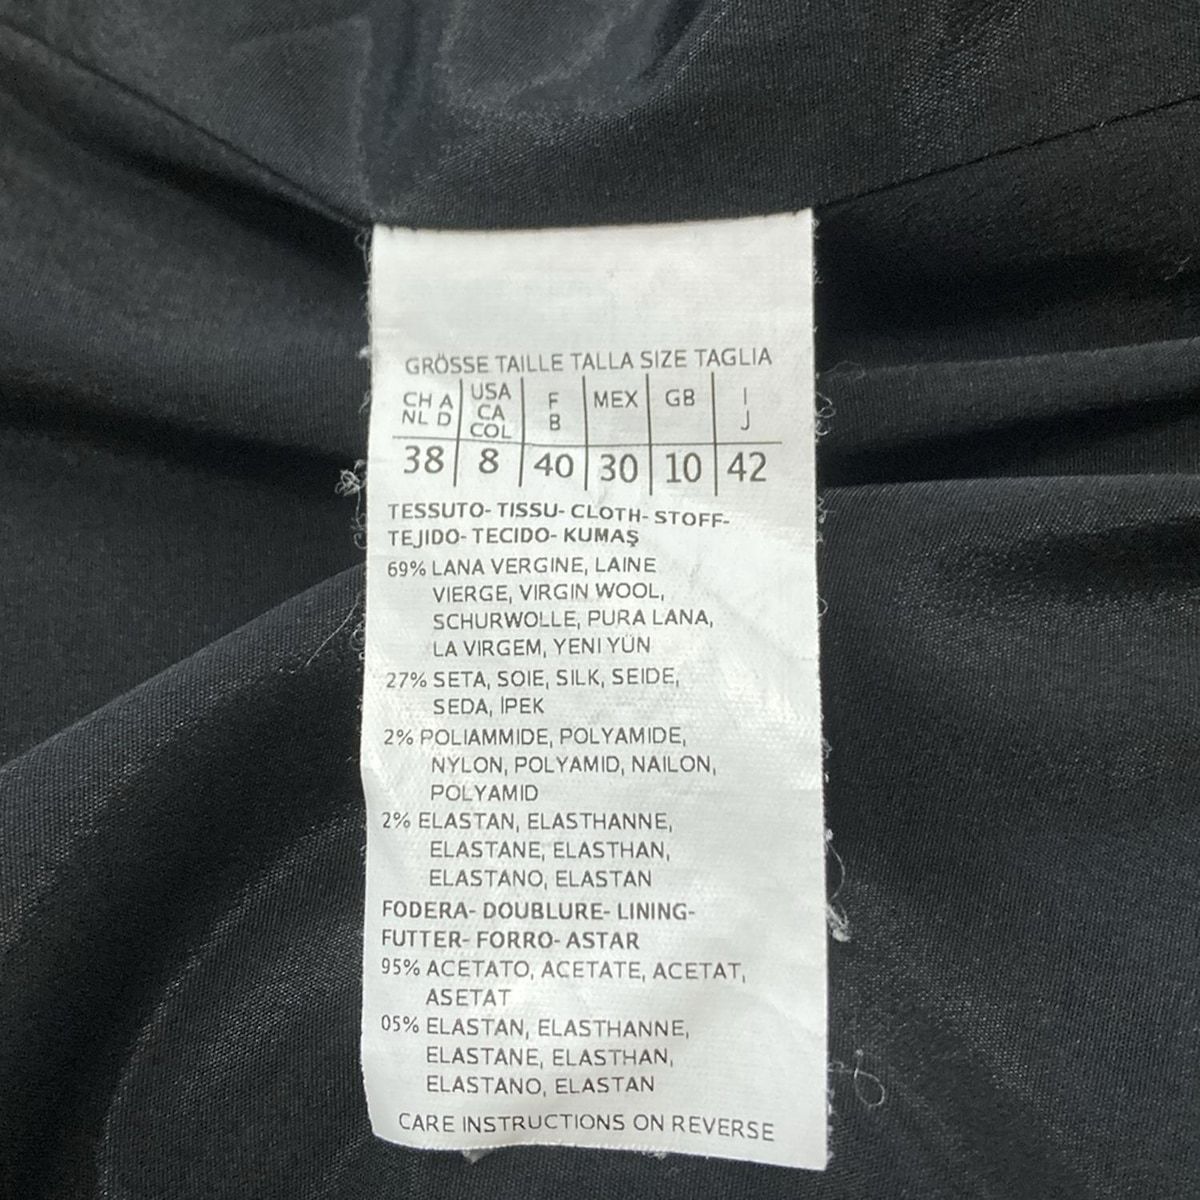 GRÖSSE TAILLE TALLA SIZE TAGLIA
CH A USA F MEX GB I
NL D CA B J
COL
38 8 40 30 10 42
TESSUTO- TISSU- CLOTH- STOFF-
TEJIDO- TECIDO- KUMAŞ
69% LANA VERGINE, LAINE
VIERGE, VIRGIN WOOL,
SCHURWOLLE, PURA LANA,
LA VIRGEM, YENI YÜN
27% SETA, SOIE, SILK, SEIDE,
SEDA, İPEK
2% POLIAMMIDE, POLYAMIDE,
NYLON, POLYAMID, NAILON,
POLYAMID
2% ELASTAN, ELASTHANNE,
ELASTANE, ELASTHAN,
ELASTANO, ELASTAN
FODERA- DOUBLURE- LINING-
FUTTER- FORRO- ASTAR
95% ACETATO, ACETATE, ACETAT,
ASETAT
05% ELASTAN, ELASTHANNE,
ELASTANE, ELASTHAN,
ELASTANO, ELASTAN
CARE INSTRUCTIONS ON REVERSE